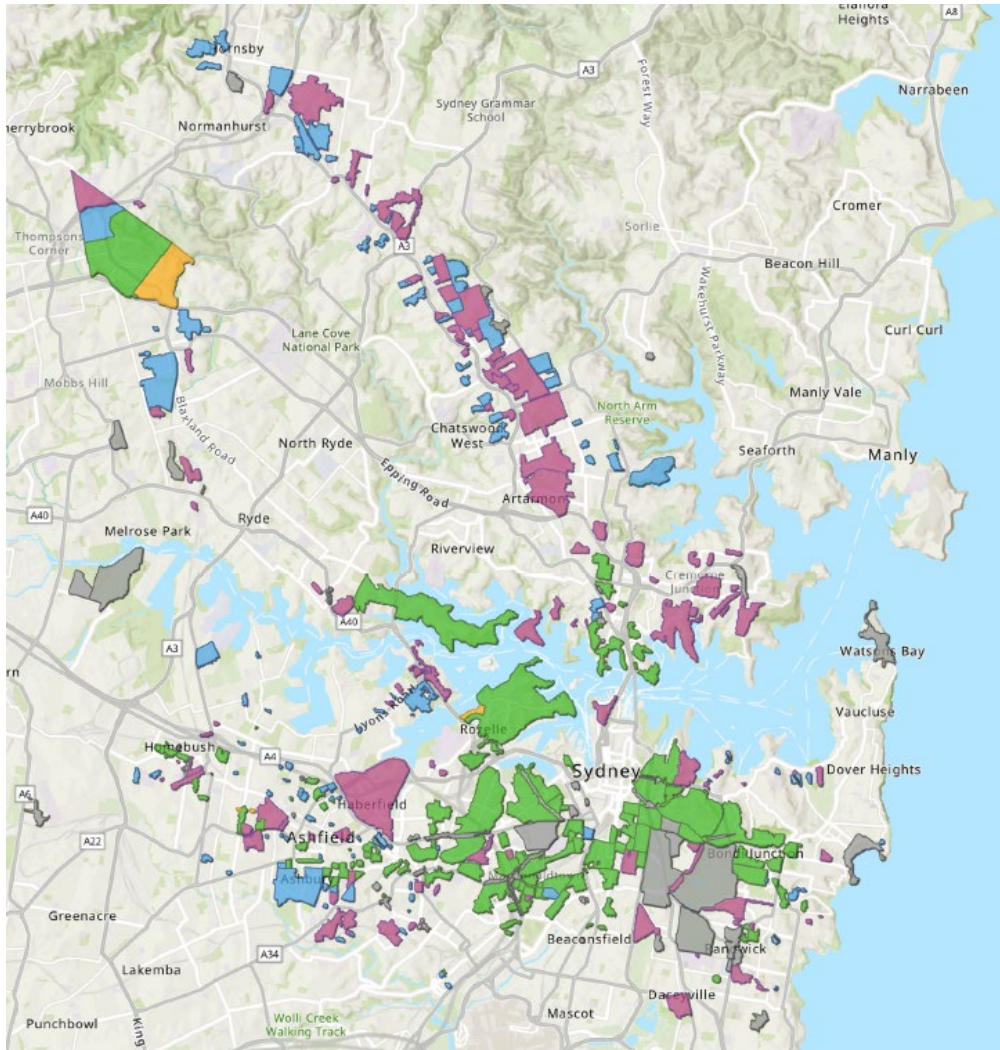 Elanora
Heights
A8
Hornsby
A3
Sydney Grammar
School
Forest Way
Narrabeen
herrybrook
Normanhurst
Cromer
Thompsons
Corner
A3
Sorlie
Beacon Hill
Wakehurst Parkway
Curl Curl
Lane Cove
National Park
Mobbs Hill
Manly Vale
Blaxland Road
North Arm
Reserve
North Ryde
Chatswood
West
Seaforth
Manly
Epping Road
Artarmon
A40
Ryde
Melrose Park
Riverview
Cremorne
Junction
A40
A3
Watsons Bay
rn
Lyons Road
Vaucluse
Rozelle
Homebush
A4
Sydney
Dover Heights
A6
Haberfield
A22
Ashfield
Bondi Junction
Ashbury
Greenacre
Beaconsfield
Randwick
A34
Lakemba
Daceyville
Mascot
Wolli Creek
Walking Track
Punchbowl
King